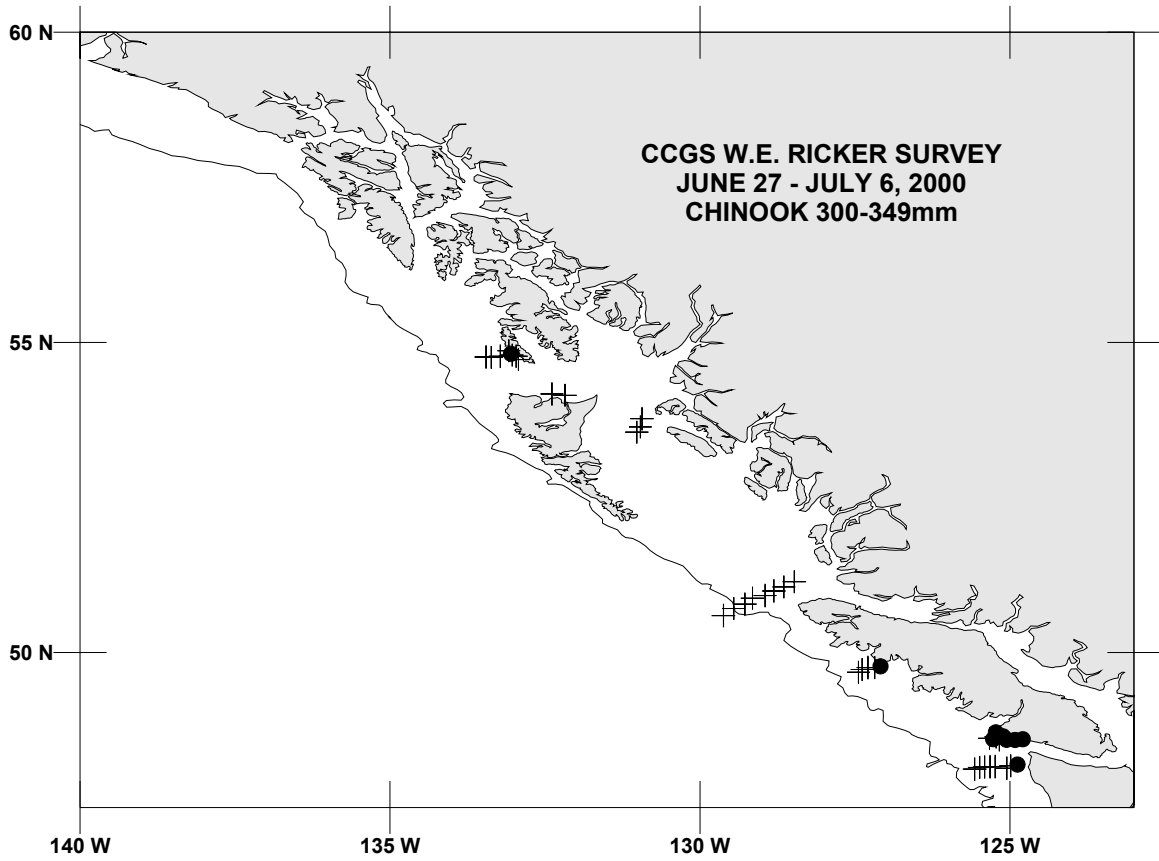 60 N
CCGS W.E. RICKER SURVEY
JUNE 27 - JULY 6, 2000
CHINOOK 300-349mm
55 N
50 N
140 W
135 W
130 W
125 W